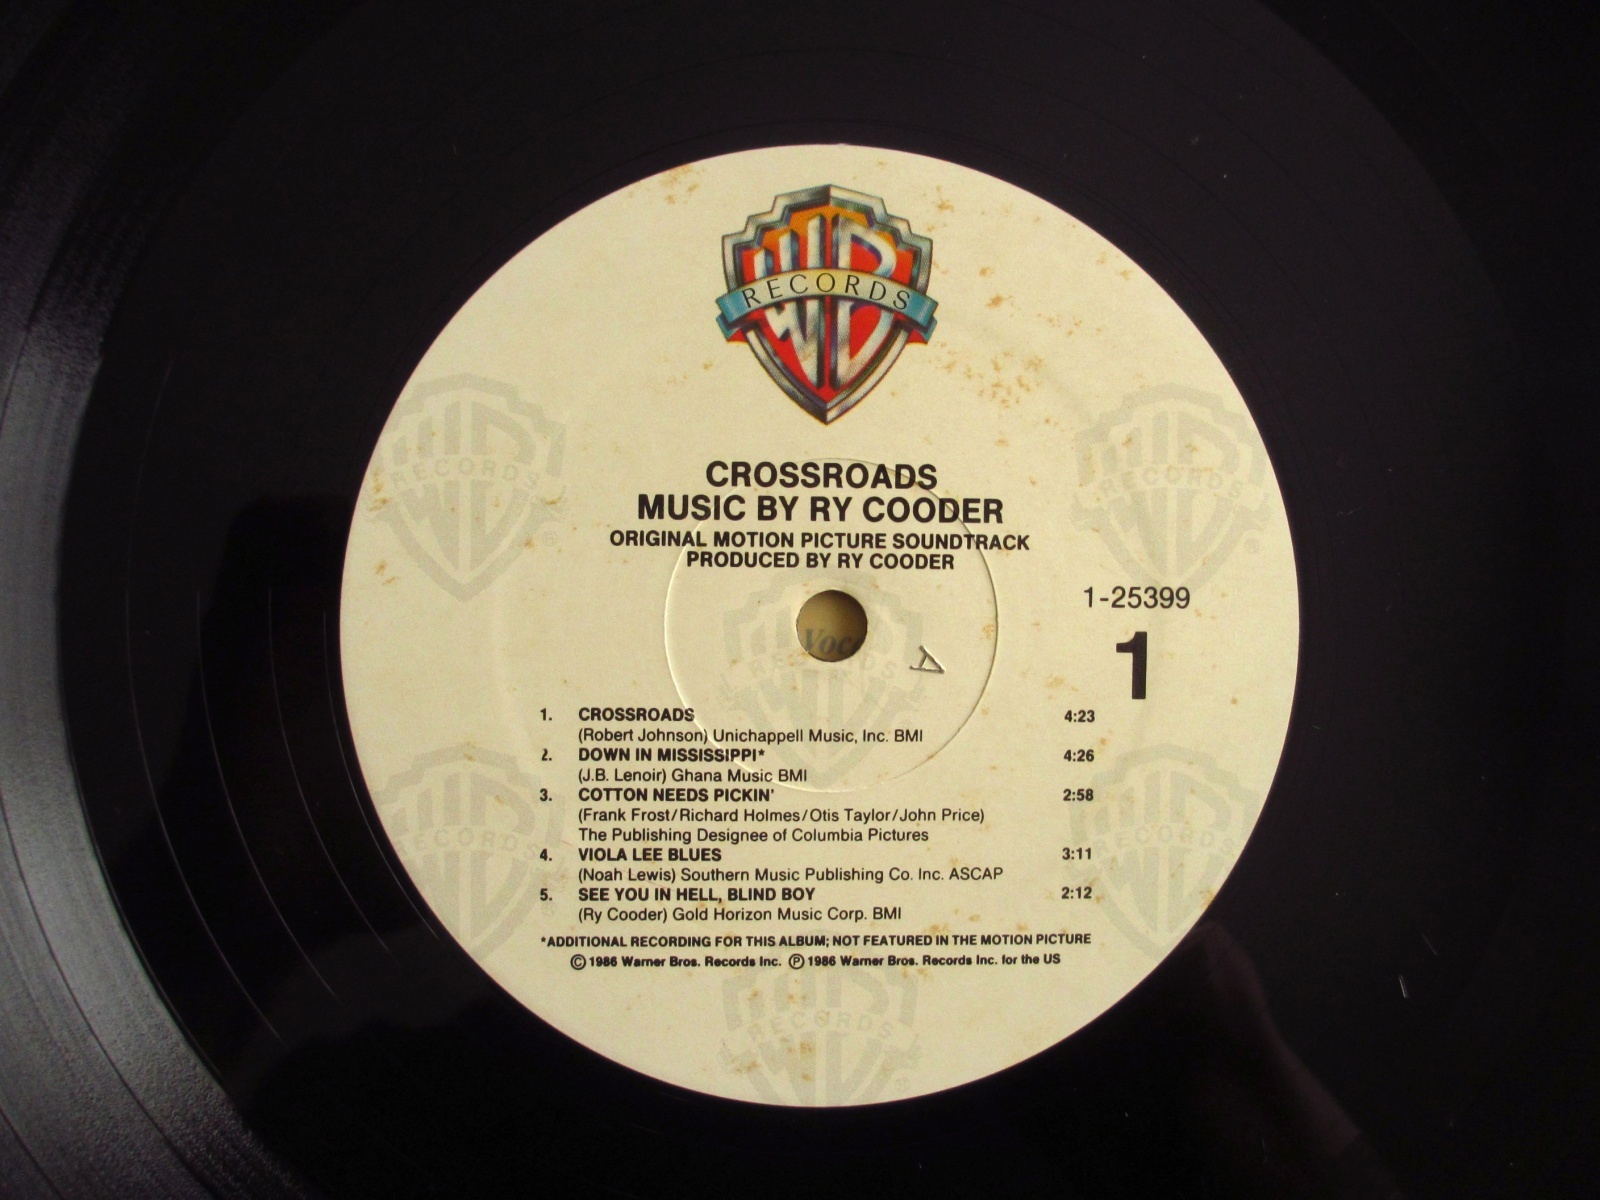 WB
RECORDS
CROSSROADS
MUSIC BY RY COODER
ORIGINAL MOTION PICTURE SOUNDTRACK
PRODUCED BY RY COODER
1-25399
1
A
1. CROSSROADS 4:23
(Robert Johnson) Unichappell Music, Inc. BMI
2. DOWN IN MISSISSIPPI* 4:26
(J.B. Lenoir) Ghana Music BMI
3. COTTON NEEDS PICKIN' 2:58
(Frank Frost/Richard Holmes/Otis Taylor/John Price)
The Publishing Designee of Columbia Pictures
4. VIOLA LEE BLUES 3:11
(Noah Lewis) Southern Music Publishing Co. Inc. ASCAP
5. SEE YOU IN HELL, BLIND BOY 2:12
(Ry Cooder) Gold Horizon Music Corp. BMI
*ADDITIONAL RECORDING FOR THIS ALBUM; NOT FEATURED IN THE MOTION PICTURE
© 1986 Warner Bros. Records Inc. ℗ 1986 Warner Bros. Records Inc. for the US